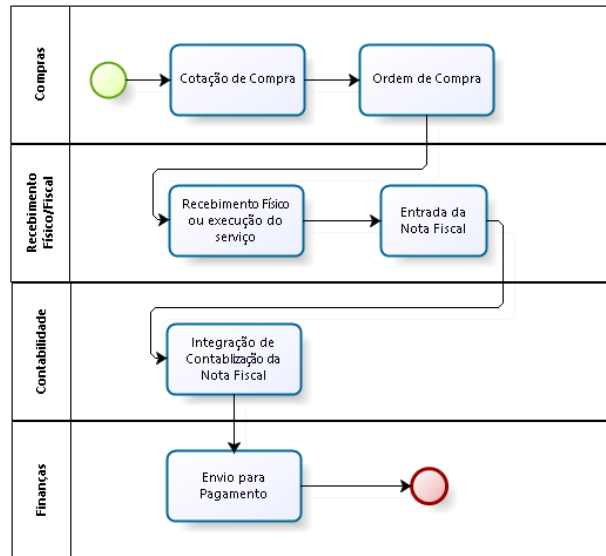 Compras
Cotação de Compra
Ordem de Compra
Recebimento
Físico/Fiscal
Recebimento Físico
ou execução do
serviço
Entrada da
Nota Fiscal
Contabilidade
Integração de
Contablização da
Nota Fiscal
Finanças
Envio para
Pagamento